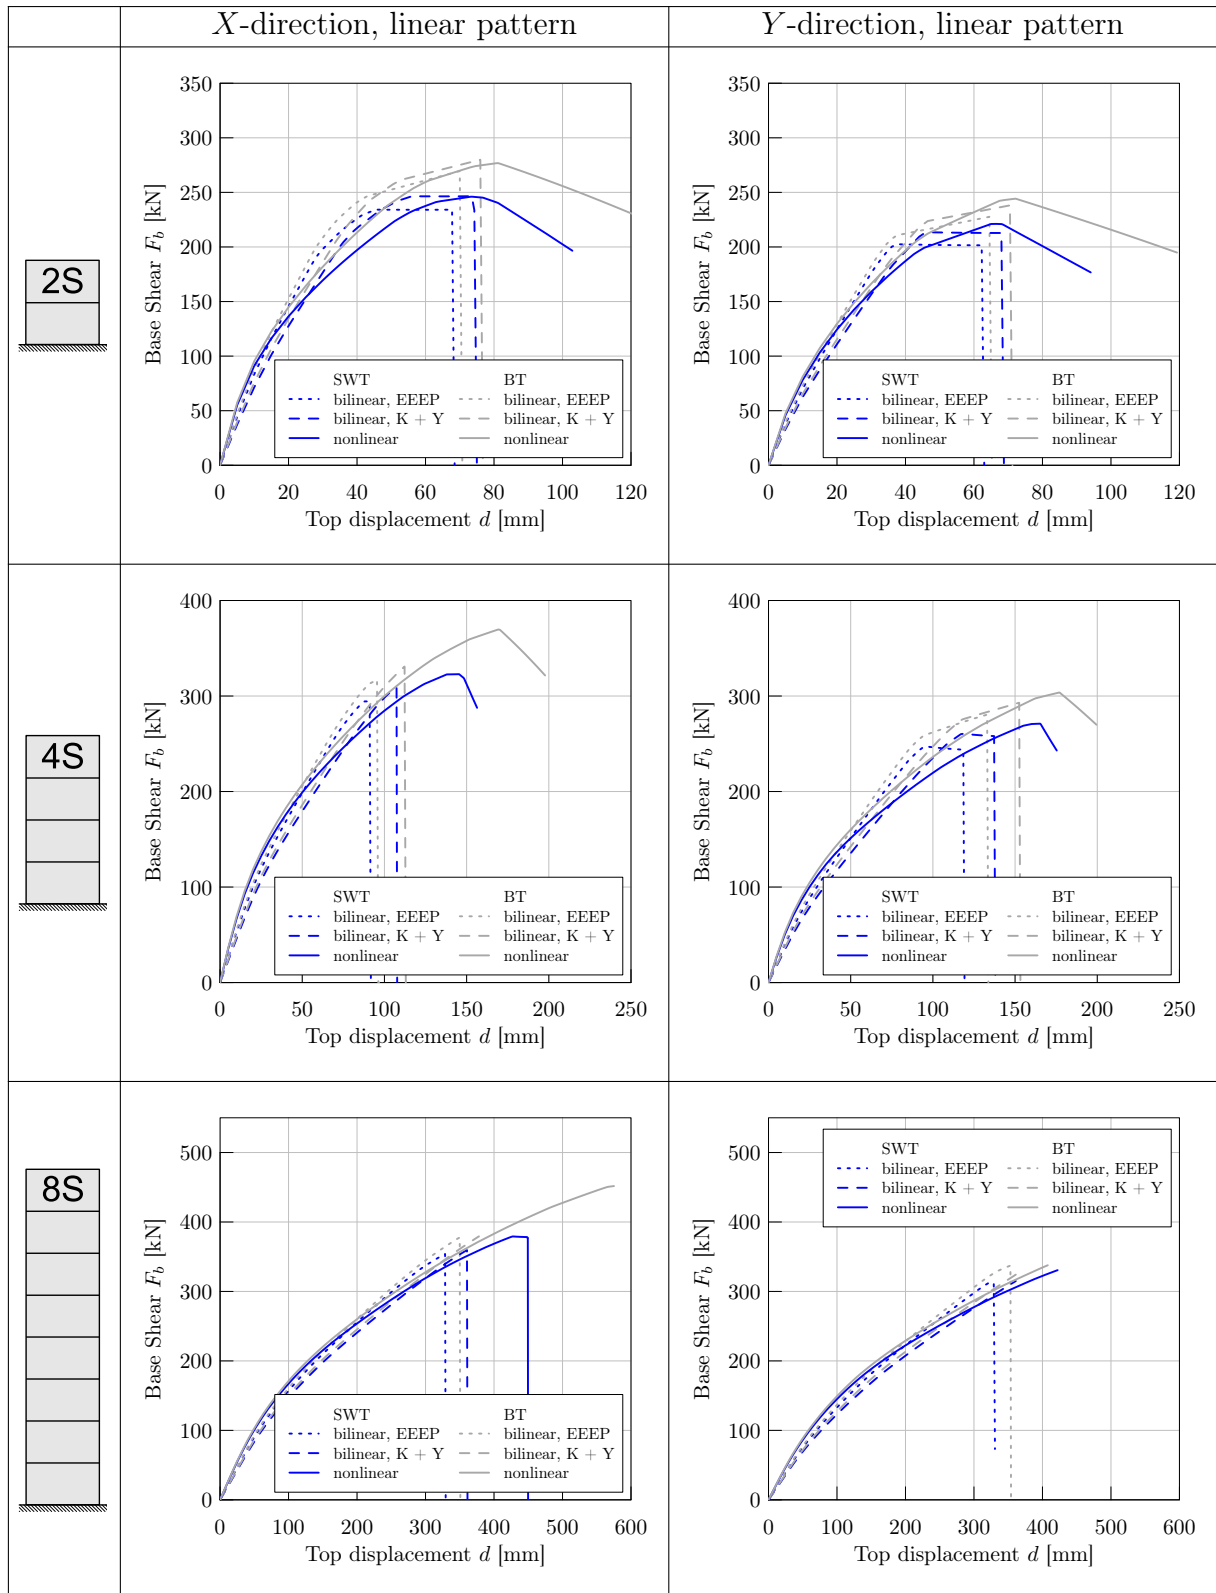 X-direction, linear pattern
Y-direction, linear pattern
2S
350
300
250
200
150
100
50
0
Base Shear F_b [kN]
0 20 40 60 80 100 120
Top displacement d [mm]
SWT BT
bilinear, EEEP bilinear, EEEP
bilinear, K + Y bilinear, K + Y
nonlinear nonlinear
350
300
250
200
150
100
50
0
Base Shear F_b [kN]
0 20 40 60 80 100 120
Top displacement d [mm]
SWT BT
bilinear, EEEP bilinear, EEEP
bilinear, K + Y bilinear, K + Y
nonlinear nonlinear
4S
400
300
200
100
0
Base Shear F_b [kN]
0 50 100 150 200 250
Top displacement d [mm]
SWT BT
bilinear, EEEP bilinear, EEEP
bilinear, K + Y bilinear, K + Y
nonlinear nonlinear
400
300
200
100
0
Base Shear F_b [kN]
0 50 100 150 200 250
Top displacement d [mm]
SWT BT
bilinear, EEEP bilinear, EEEP
bilinear, K + Y bilinear, K + Y
nonlinear nonlinear
8S
500
400
300
200
100
0
Base Shear F_b [kN]
0 100 200 300 400 500 600
Top displacement d [mm]
SWT BT
bilinear, EEEP bilinear, EEEP
bilinear, K + Y bilinear, K + Y
nonlinear nonlinear
500
400
300
200
100
0
Base Shear F_b [kN]
0 100 200 300 400 500 600
Top displacement d [mm]
SWT BT
bilinear, EEEP bilinear, EEEP
bilinear, K + Y bilinear, K + Y
nonlinear nonlinear